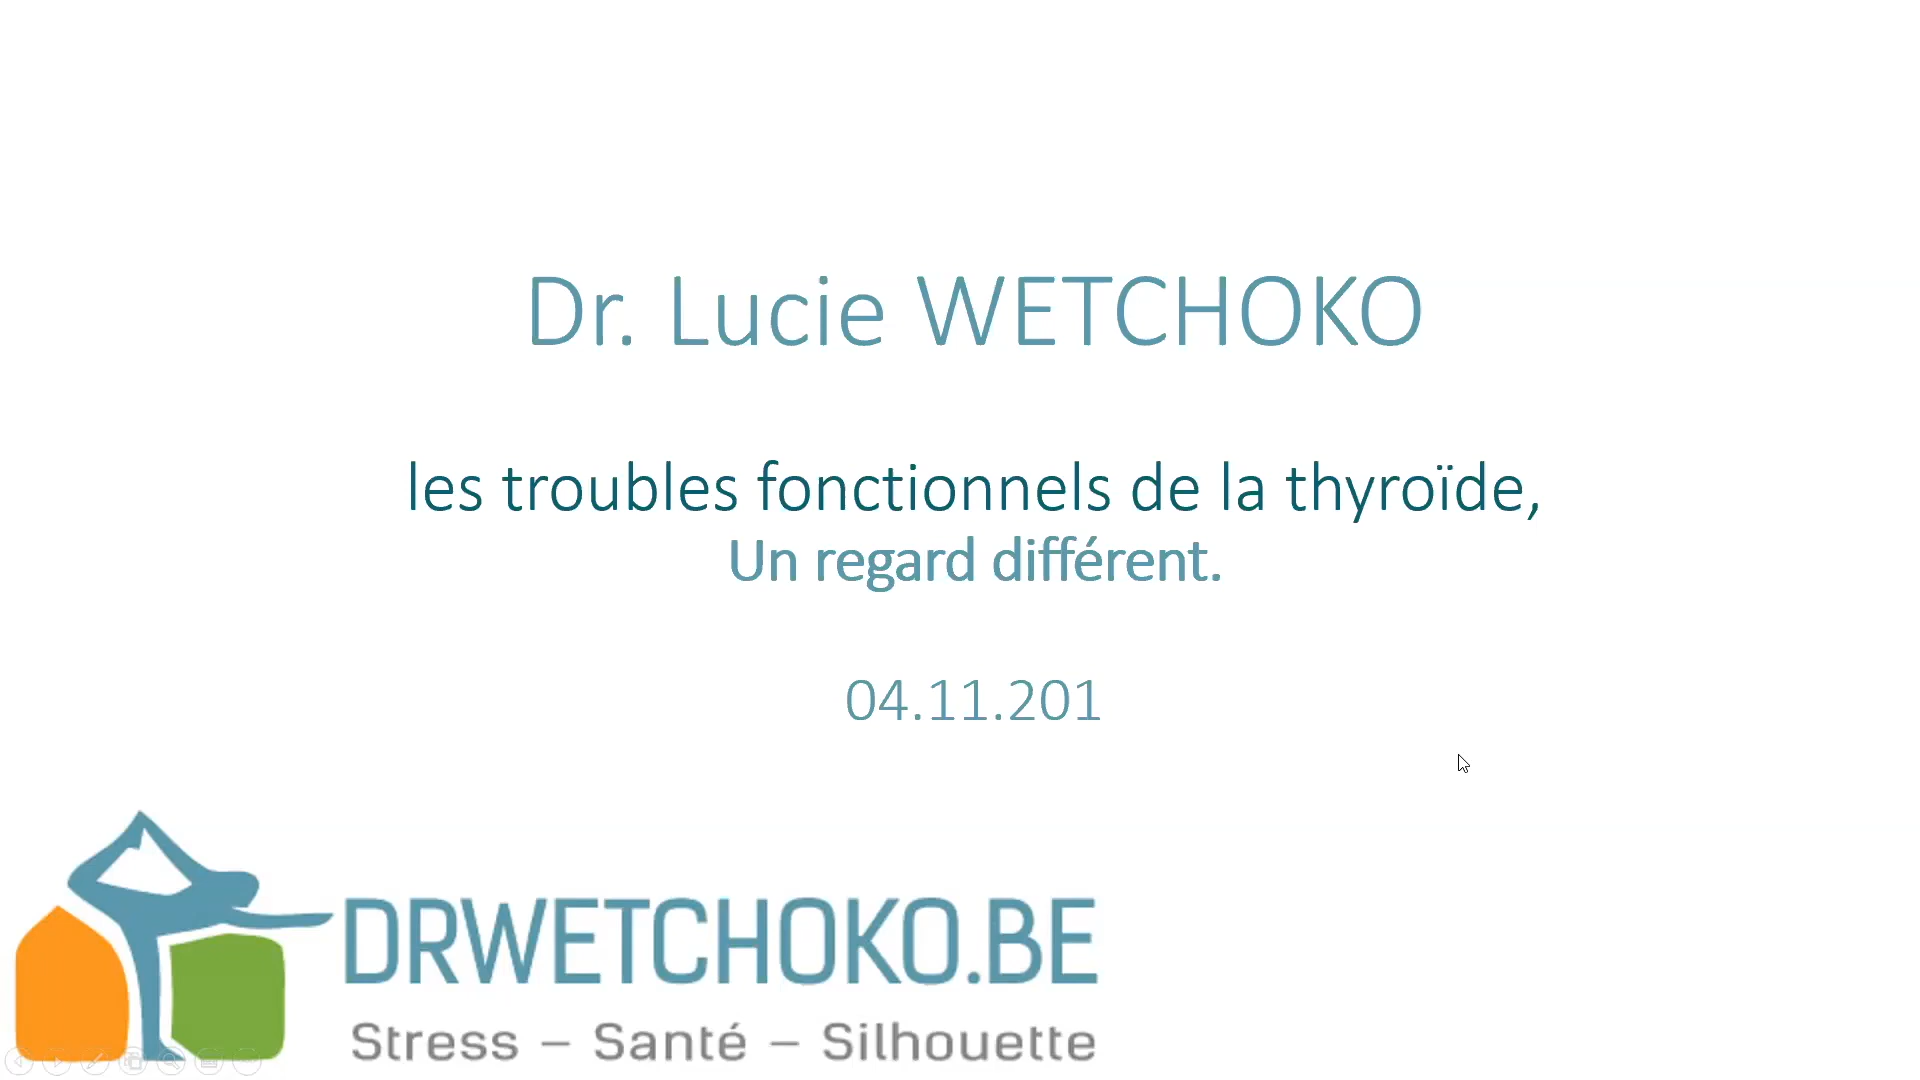 Dr. Lucie WETCHOKO
les troubles fonctionnels de la thyroïde,
Un regard différent.
04.11.201
DRWETCHOKO.BE
Stress – Santé – Silhouette